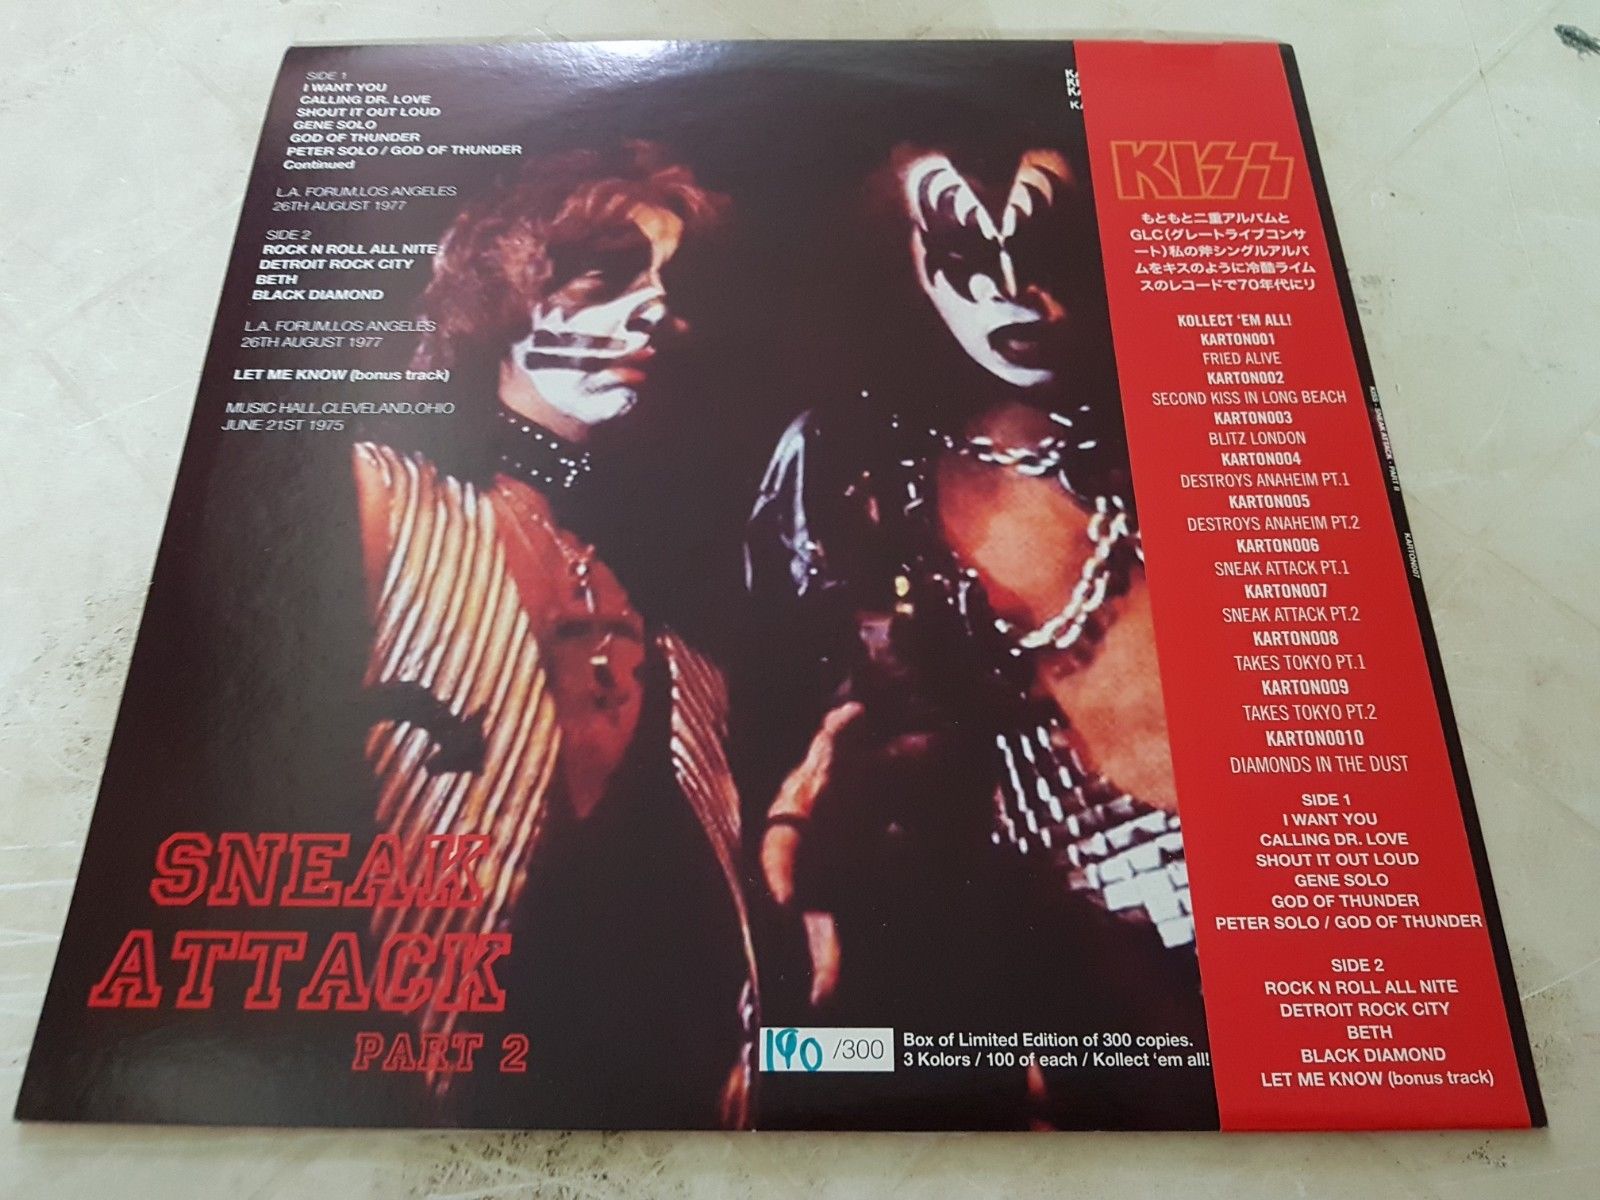 SIDE 1
I WANT YOU
CALLING DR. LOVE
SHOUT IT OUT LOUD
GENE SOLO
GOD OF THUNDER
PETER SOLO / GOD OF THUNDER
Continued
L.A. FORUM,LOS ANGELES
26TH AUGUST 1977
SIDE 2
ROCK N ROLL ALL NITE
DETROIT ROCK CITY
BETH
BLACK DIAMOND
L.A. FORUM,LOS ANGELES
26TH AUGUST 1977
LET ME KNOW (bonus track)
MUSIC HALL,CLEVELAND,OHIO
JUNE 21ST 1975
SNEAK
ATTACK
PART 2
190 /300
Box of Limited Edition of 300 copies.
3 Kolors / 100 of each / Kollect 'em all!
KISS
もともと二重アルバムと
GLC(グレートライブコンサ
ート)私の斧シングルアルバ
ムをキスのように冷酷ライム
スのレコードで70年代にリ
KOLLECT 'EM ALL!
KARTON001
FRIED ALIVE
KARTON002
SECOND KISS IN LONG BEACH
KARTON003
BLITZ LONDON
KARTON004
DESTROYS ANAHEIM PT.1
KARTON005
DESTROYS ANAHEIM PT.2
KARTON006
SNEAK ATTACK PT.1
KARTON007
SNEAK ATTACK PT.2
KARTON008
TAKES TOKYO PT.1
KARTON009
TAKES TOKYO PT.2
KARTON0010
DIAMONDS IN THE DUST
SIDE 1
I WANT YOU
CALLING DR. LOVE
SHOUT IT OUT LOUD
GENE SOLO
GOD OF THUNDER
PETER SOLO / GOD OF THUNDER
SIDE 2
ROCK N ROLL ALL NITE
DETROIT ROCK CITY
BETH
BLACK DIAMOND
LET ME KNOW (bonus track)
KISS - SNEAK ATTACK - PART II
KARTON007